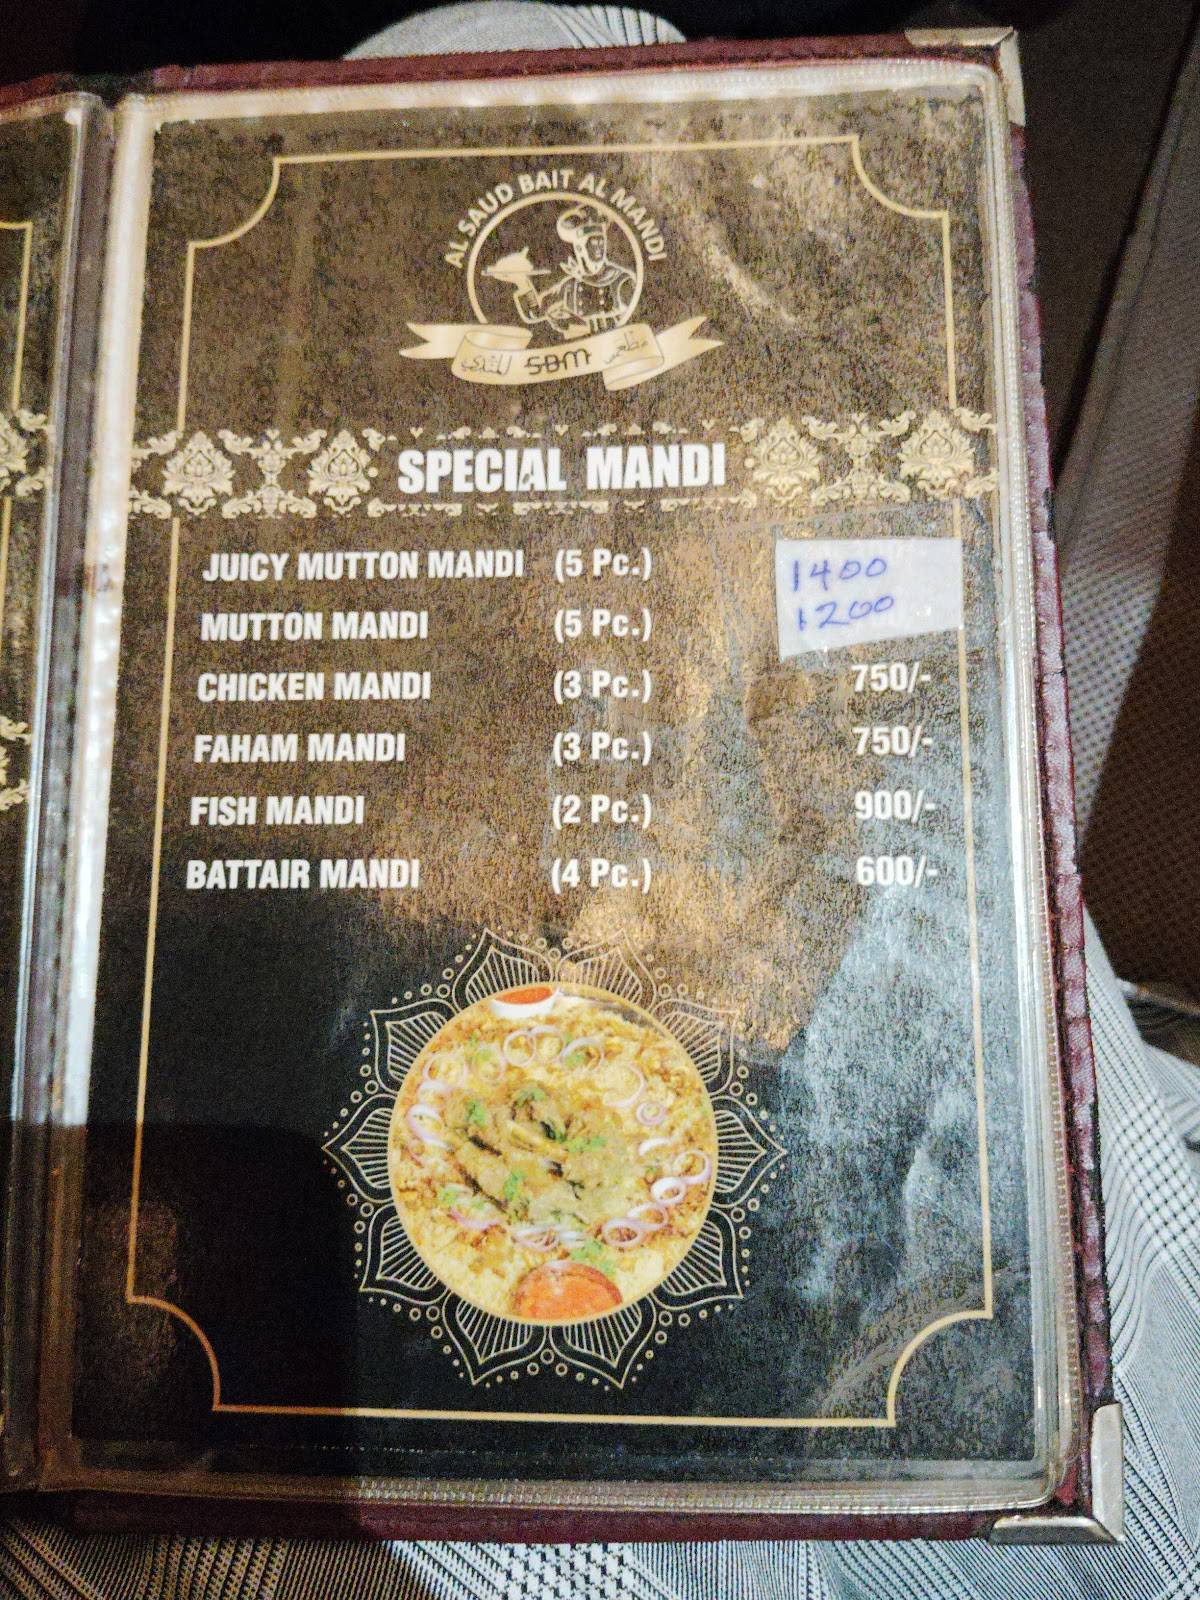 AL SAUD BAIT AL MANDI
SBM
SPECIAL MANDI
JUICY MUTTON MANDI (5 Pc.) 1400
MUTTON MANDI (5 Pc.) 1200
CHICKEN MANDI (3 Pc.) 750/-
FAHAM MANDI (3 Pc.) 750/-
FISH MANDI (2 Pc.) 900/-
BATTAIR MANDI (4 Pc.) 600/-